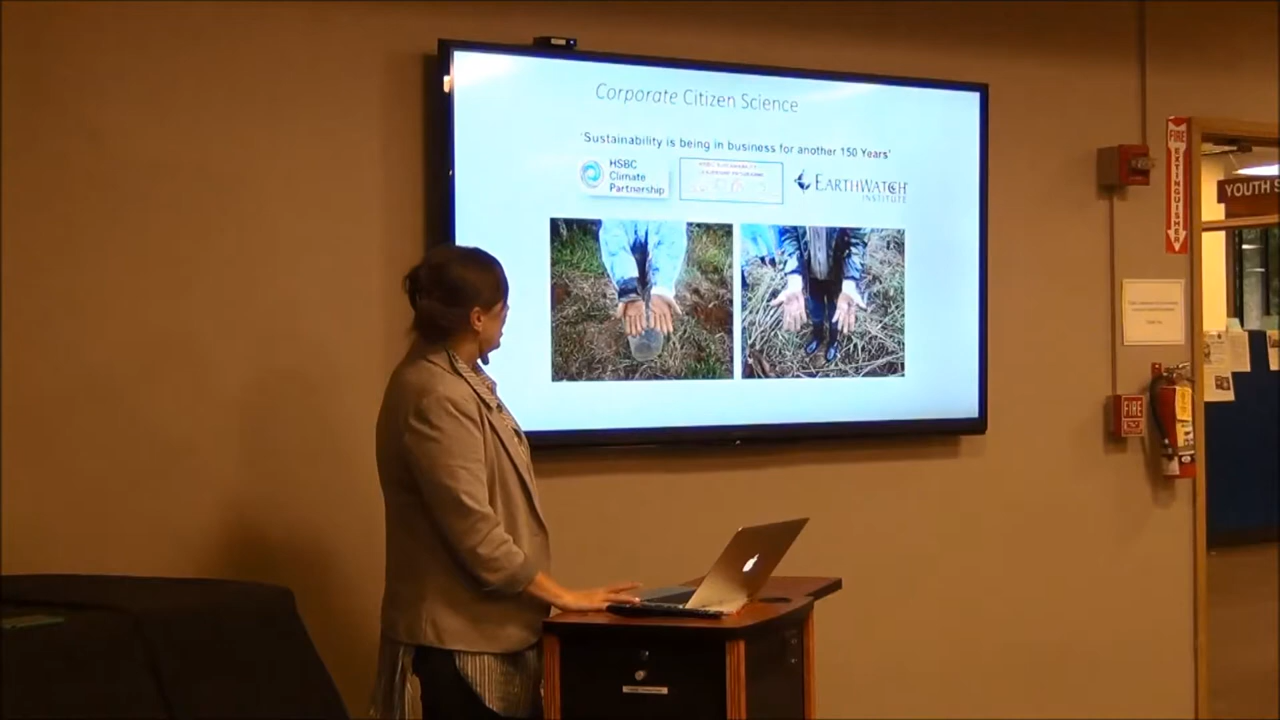 Corporate Citizen Science
'Sustainability is being in business for another 150 Years'
HSBC
Climate
Partnership
EARTHWATCH
INSTITUTE
FIRE
EXTINGUISHER
YOUTH S
FIRE